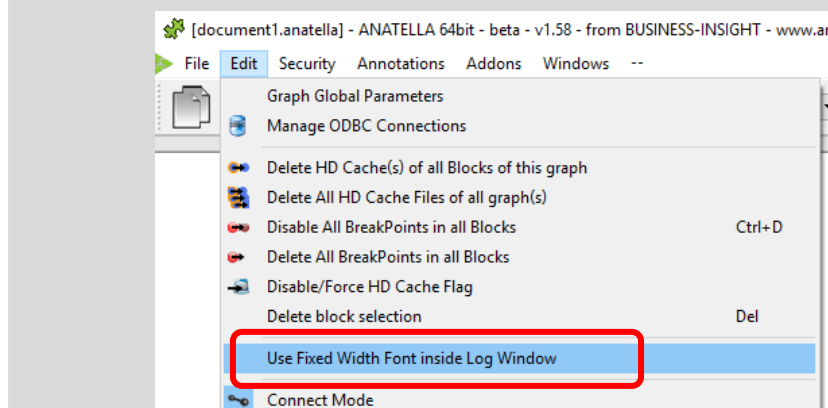 [document1.anatella] - ANATELLA 64bit - beta - v1.58 - from BUSINESS-INSIGHT - www.
File Edit Security Annotations Addons Windows --
Graph Global Parameters
Manage ODBC Connections
Delete HD Cache(s) of all Blocks of this graph
Delete All HD Cache Files of all graph(s)
Disable All BreakPoints in all Blocks Ctrl+D
Delete All BreakPoints in all Blocks
Disable/Force HD Cache Flag
Delete block selection Del
Use Fixed Width Font inside Log Window
Connect Mode